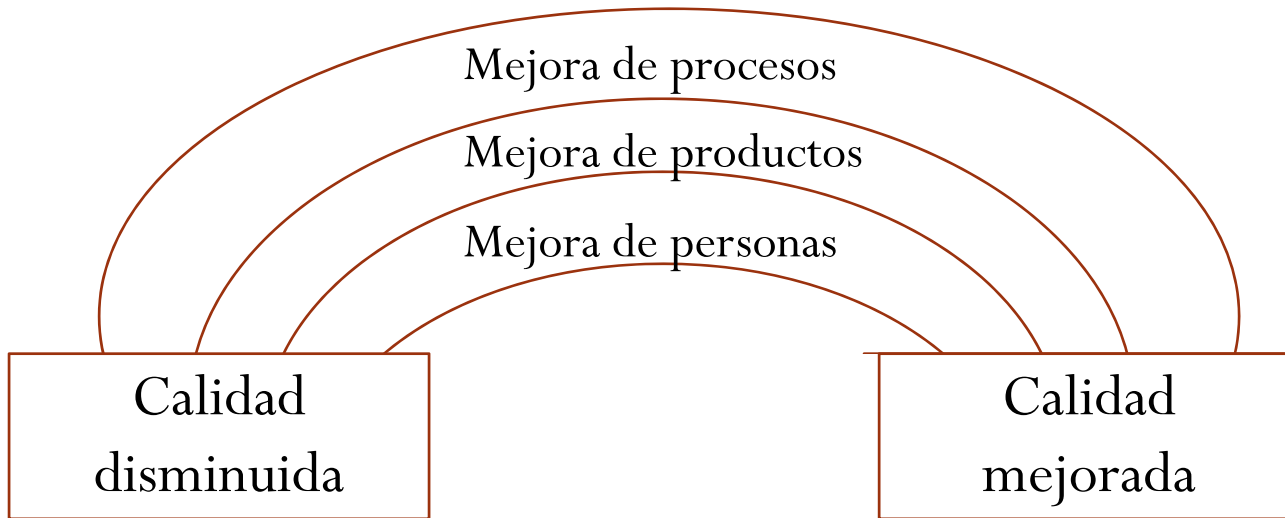 Mejora de procesos
Mejora de productos
Mejora de personas
Calidad
disminuida
Calidad
mejorada